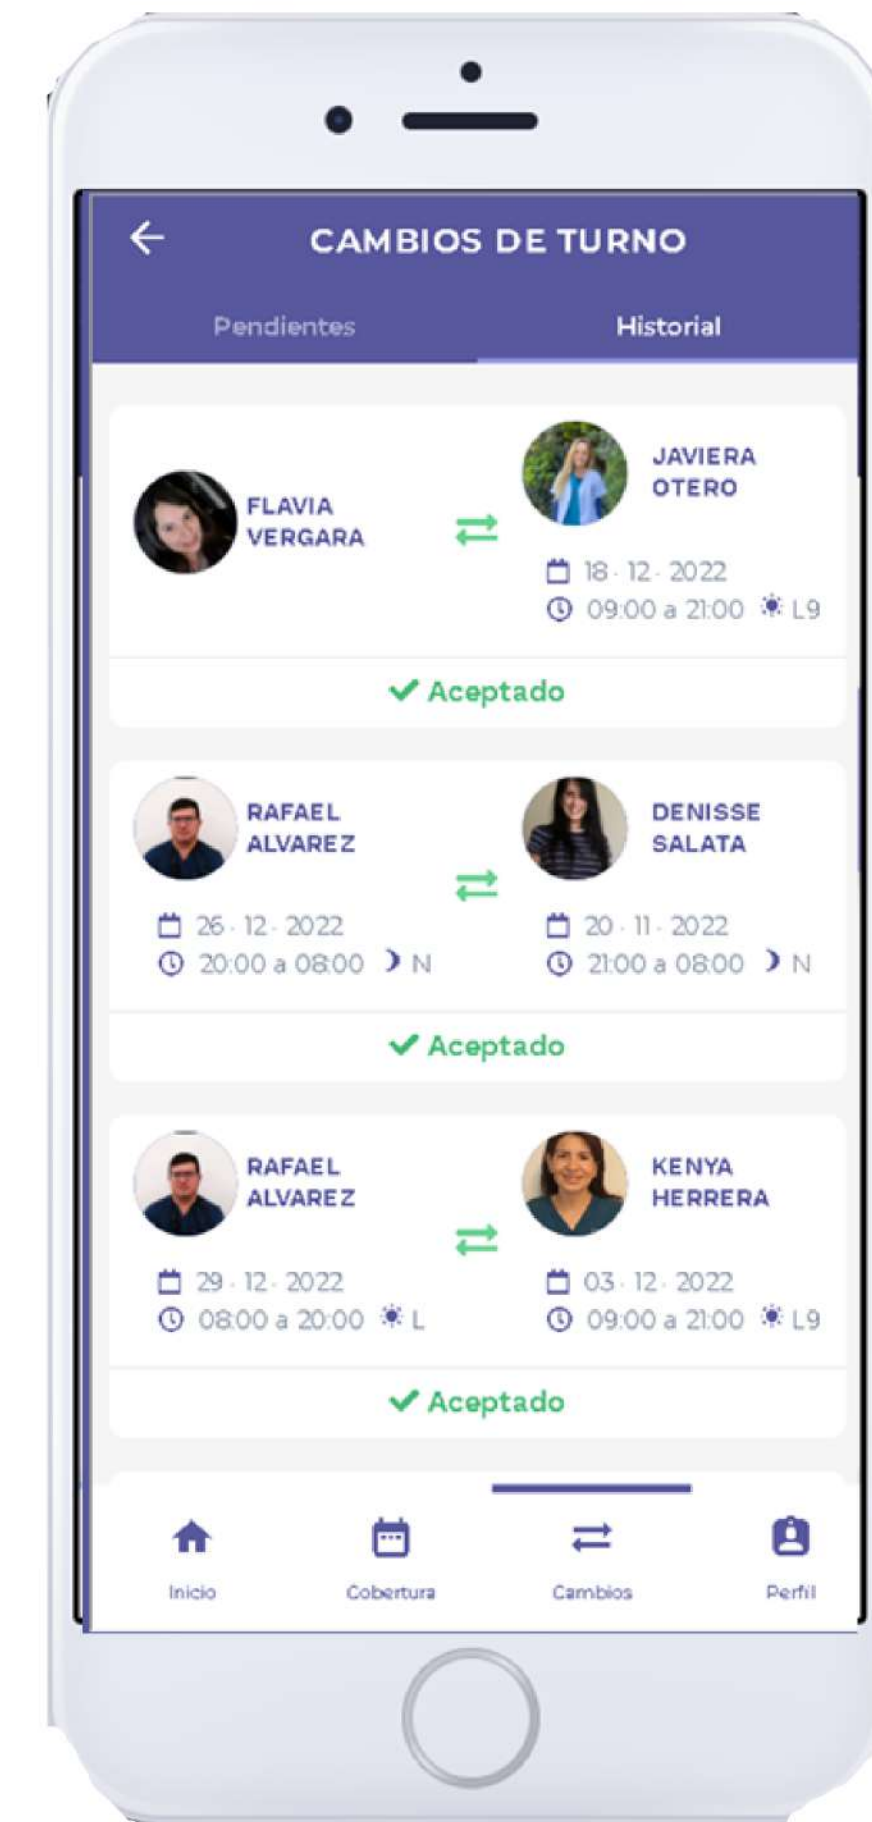 CAMBIOS DE TURNO
Pendientes
Historial
FLAVIA
VERGARA
JAVIERA
OTERO
18 · 12 · 2022
09:00 a 21:00 L9
Aceptado
RAFAEL
ALVAREZ
26 · 12 · 2022
20:00 a 08:00 N
DENISSE
SALATA
20 · 11 · 2022
21:00 a 08:00 N
Aceptado
RAFAEL
ALVAREZ
29 · 12 · 2022
08:00 a 20:00 L
KENYA
HERRERA
03 · 12 · 2022
09:00 a 21:00 L9
Aceptado
Inicio
Cobertura
Cambios
Perfil